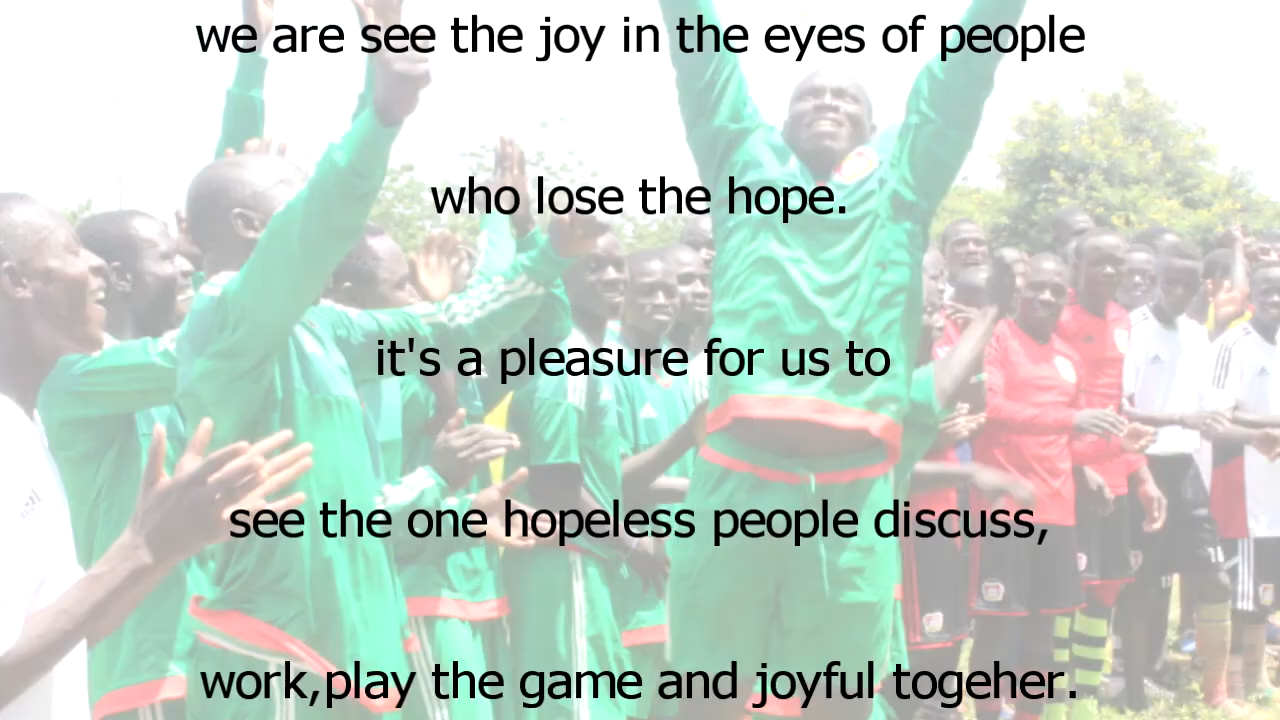 we are see the joy in the eyes of people
who lose the hope.
it's a pleasure for us to
see the one hopeless people discuss,
work,play the game and joyful togeher.